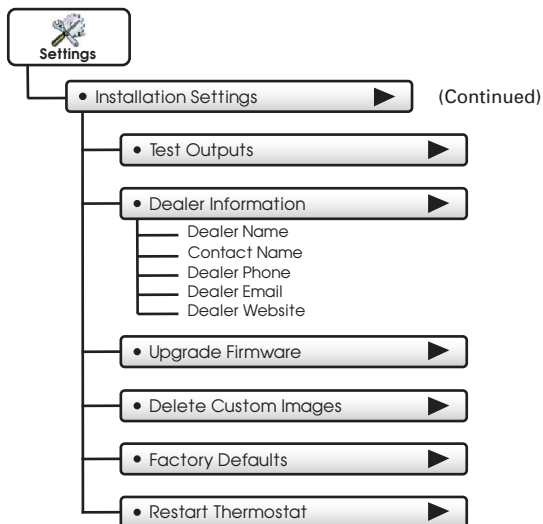 Settings
• Installation Settings (Continued)
• Test Outputs
• Dealer Information
Dealer Name
Contact Name
Dealer Phone
Dealer Email
Dealer Website
• Upgrade Firmware
• Delete Custom Images
• Factory Defaults
• Restart Thermostat